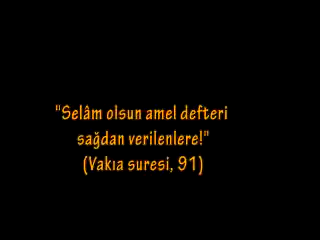 "Selâm olsun amel defteri
sağdan verilenlere!"
(Vakıa suresi, 91)